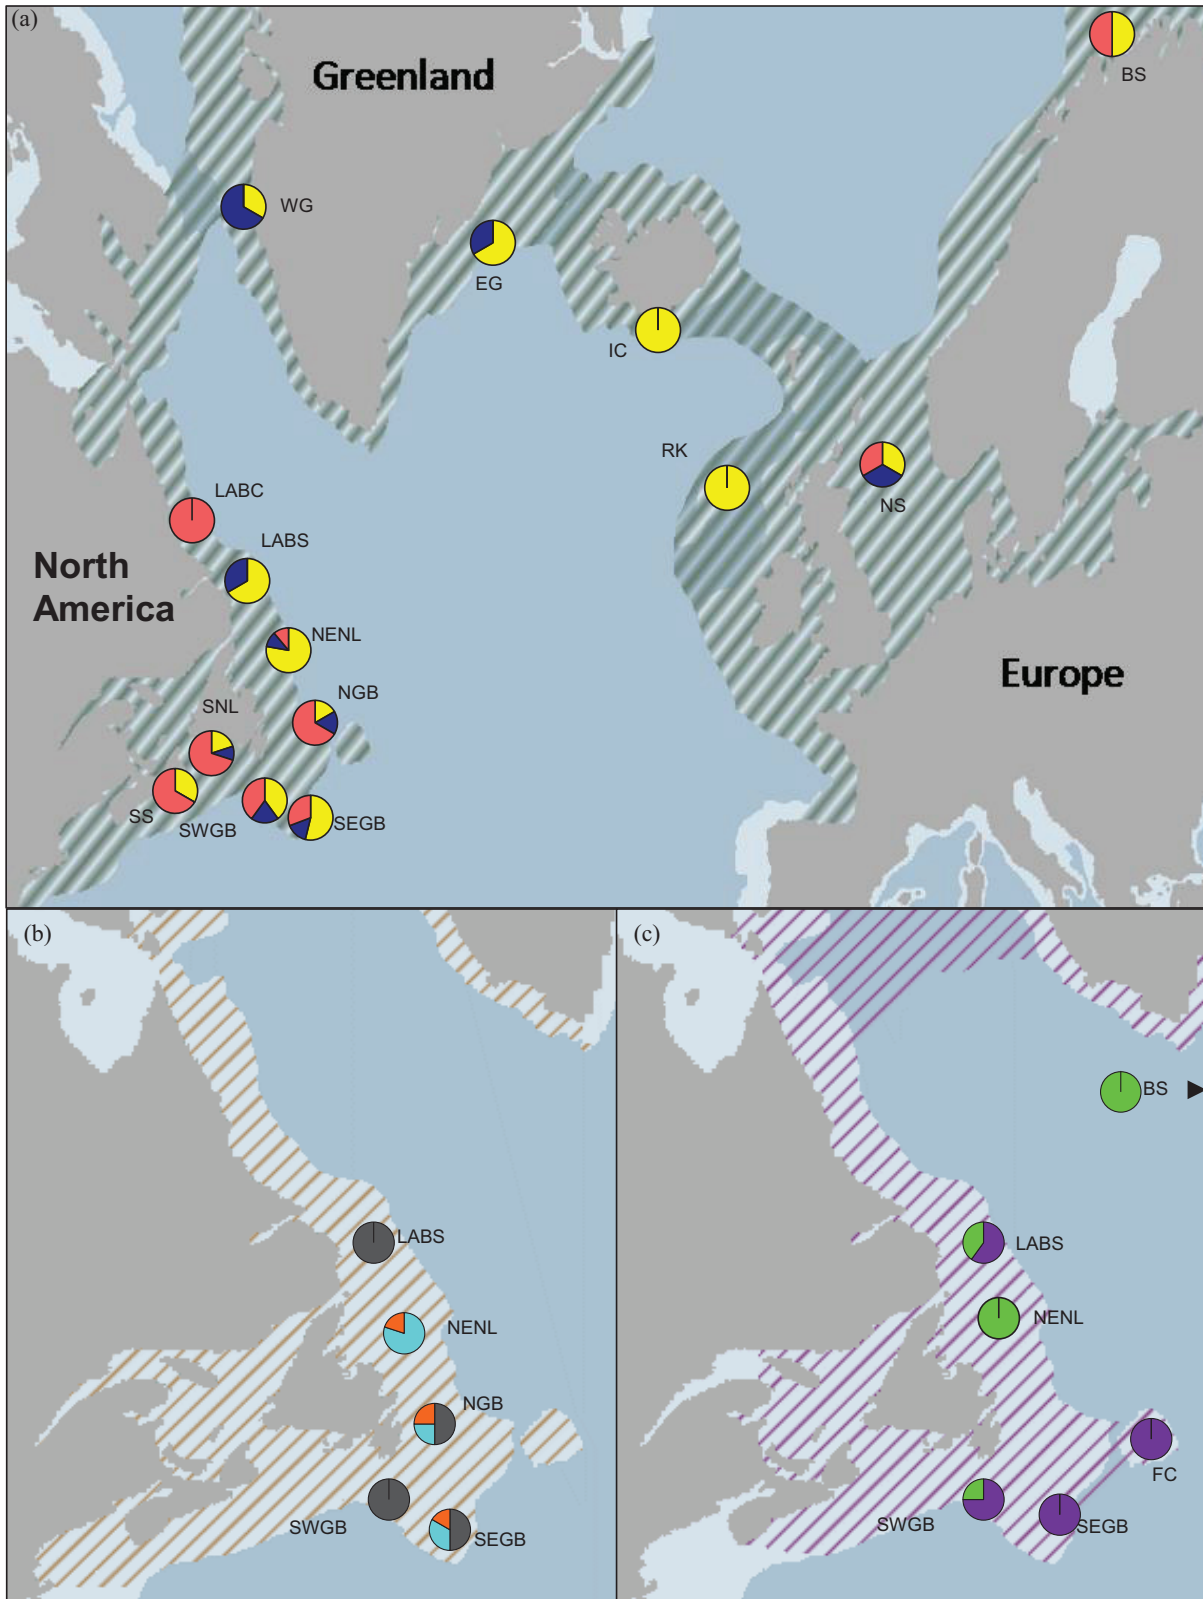 (a)
Greenland
BS
WG
EG
IC
RK
NS
LABC
LABS
North
America
NENL
NGB
SNL
SS
SWGB
SEGB
Europe
(b)
LABS
NENL
NGB
SWGB
SEGB
(c)
BS
LABS
NENL
FC
SWGB
SEGB